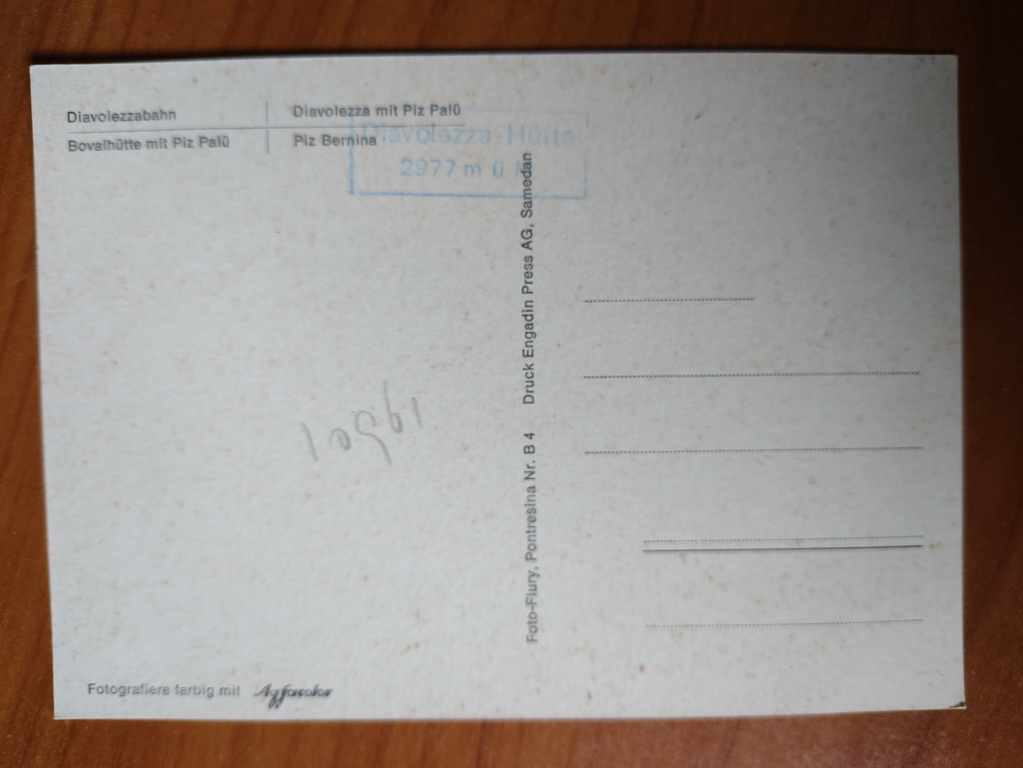 Diavolezzabahn
Bovalhütte mit Piz Palü
Diavolezza mit Piz Palü
Piz Bernina
Diavolezza-Hütte
2977 m ü.
Foto-Flury, Pontresina Nr. B 4 Druck Engadin Press AG, Samedan
Fotografiere farbig mit Agfacolor